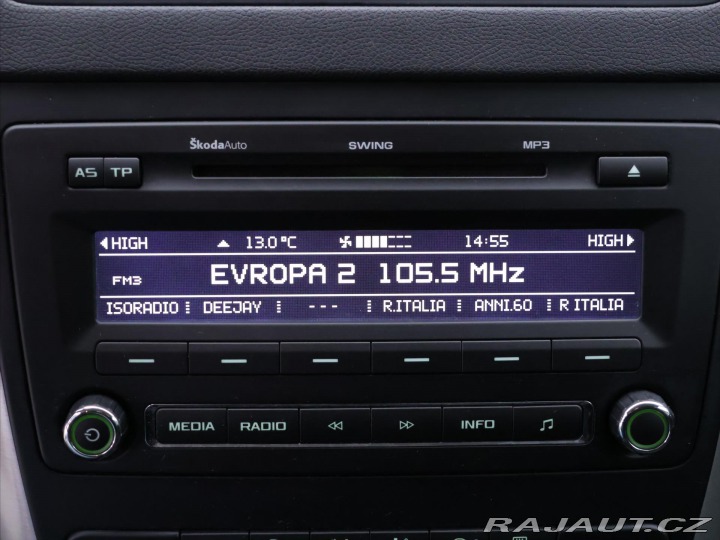 ŠkodaAuto SWING MP3
AS TP
HIGH 13.0 °C 14:55 HIGH
FM3 EVROPA 2 105.5 MHz
ISORADIO DEEJAY --- R.ITALIA ANNI.60 R ITALIA
MEDIA RADIO INFO
RAJAUT.CZ